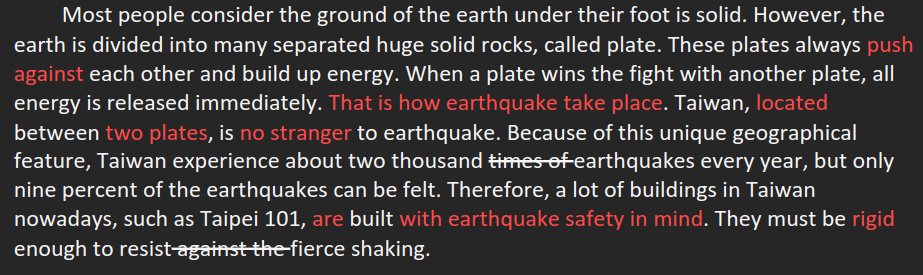 Most people consider the ground of the earth under their foot is solid. However, the
earth is divided into many separated huge solid rocks, called plate. These plates always push
against each other and build up energy. When a plate wins the fight with another plate, all
energy is released immediately. That is how earthquake take place. Taiwan, located
between two plates, is no stranger to earthquake. Because of this unique geographical
feature, Taiwan experience about two thousand times of earthquakes every year, but only
nine percent of the earthquakes can be felt. Therefore, a lot of buildings in Taiwan
nowadays, such as Taipei 101, are built with earthquake safety in mind. They must be rigid
enough to resist against the fierce shaking.